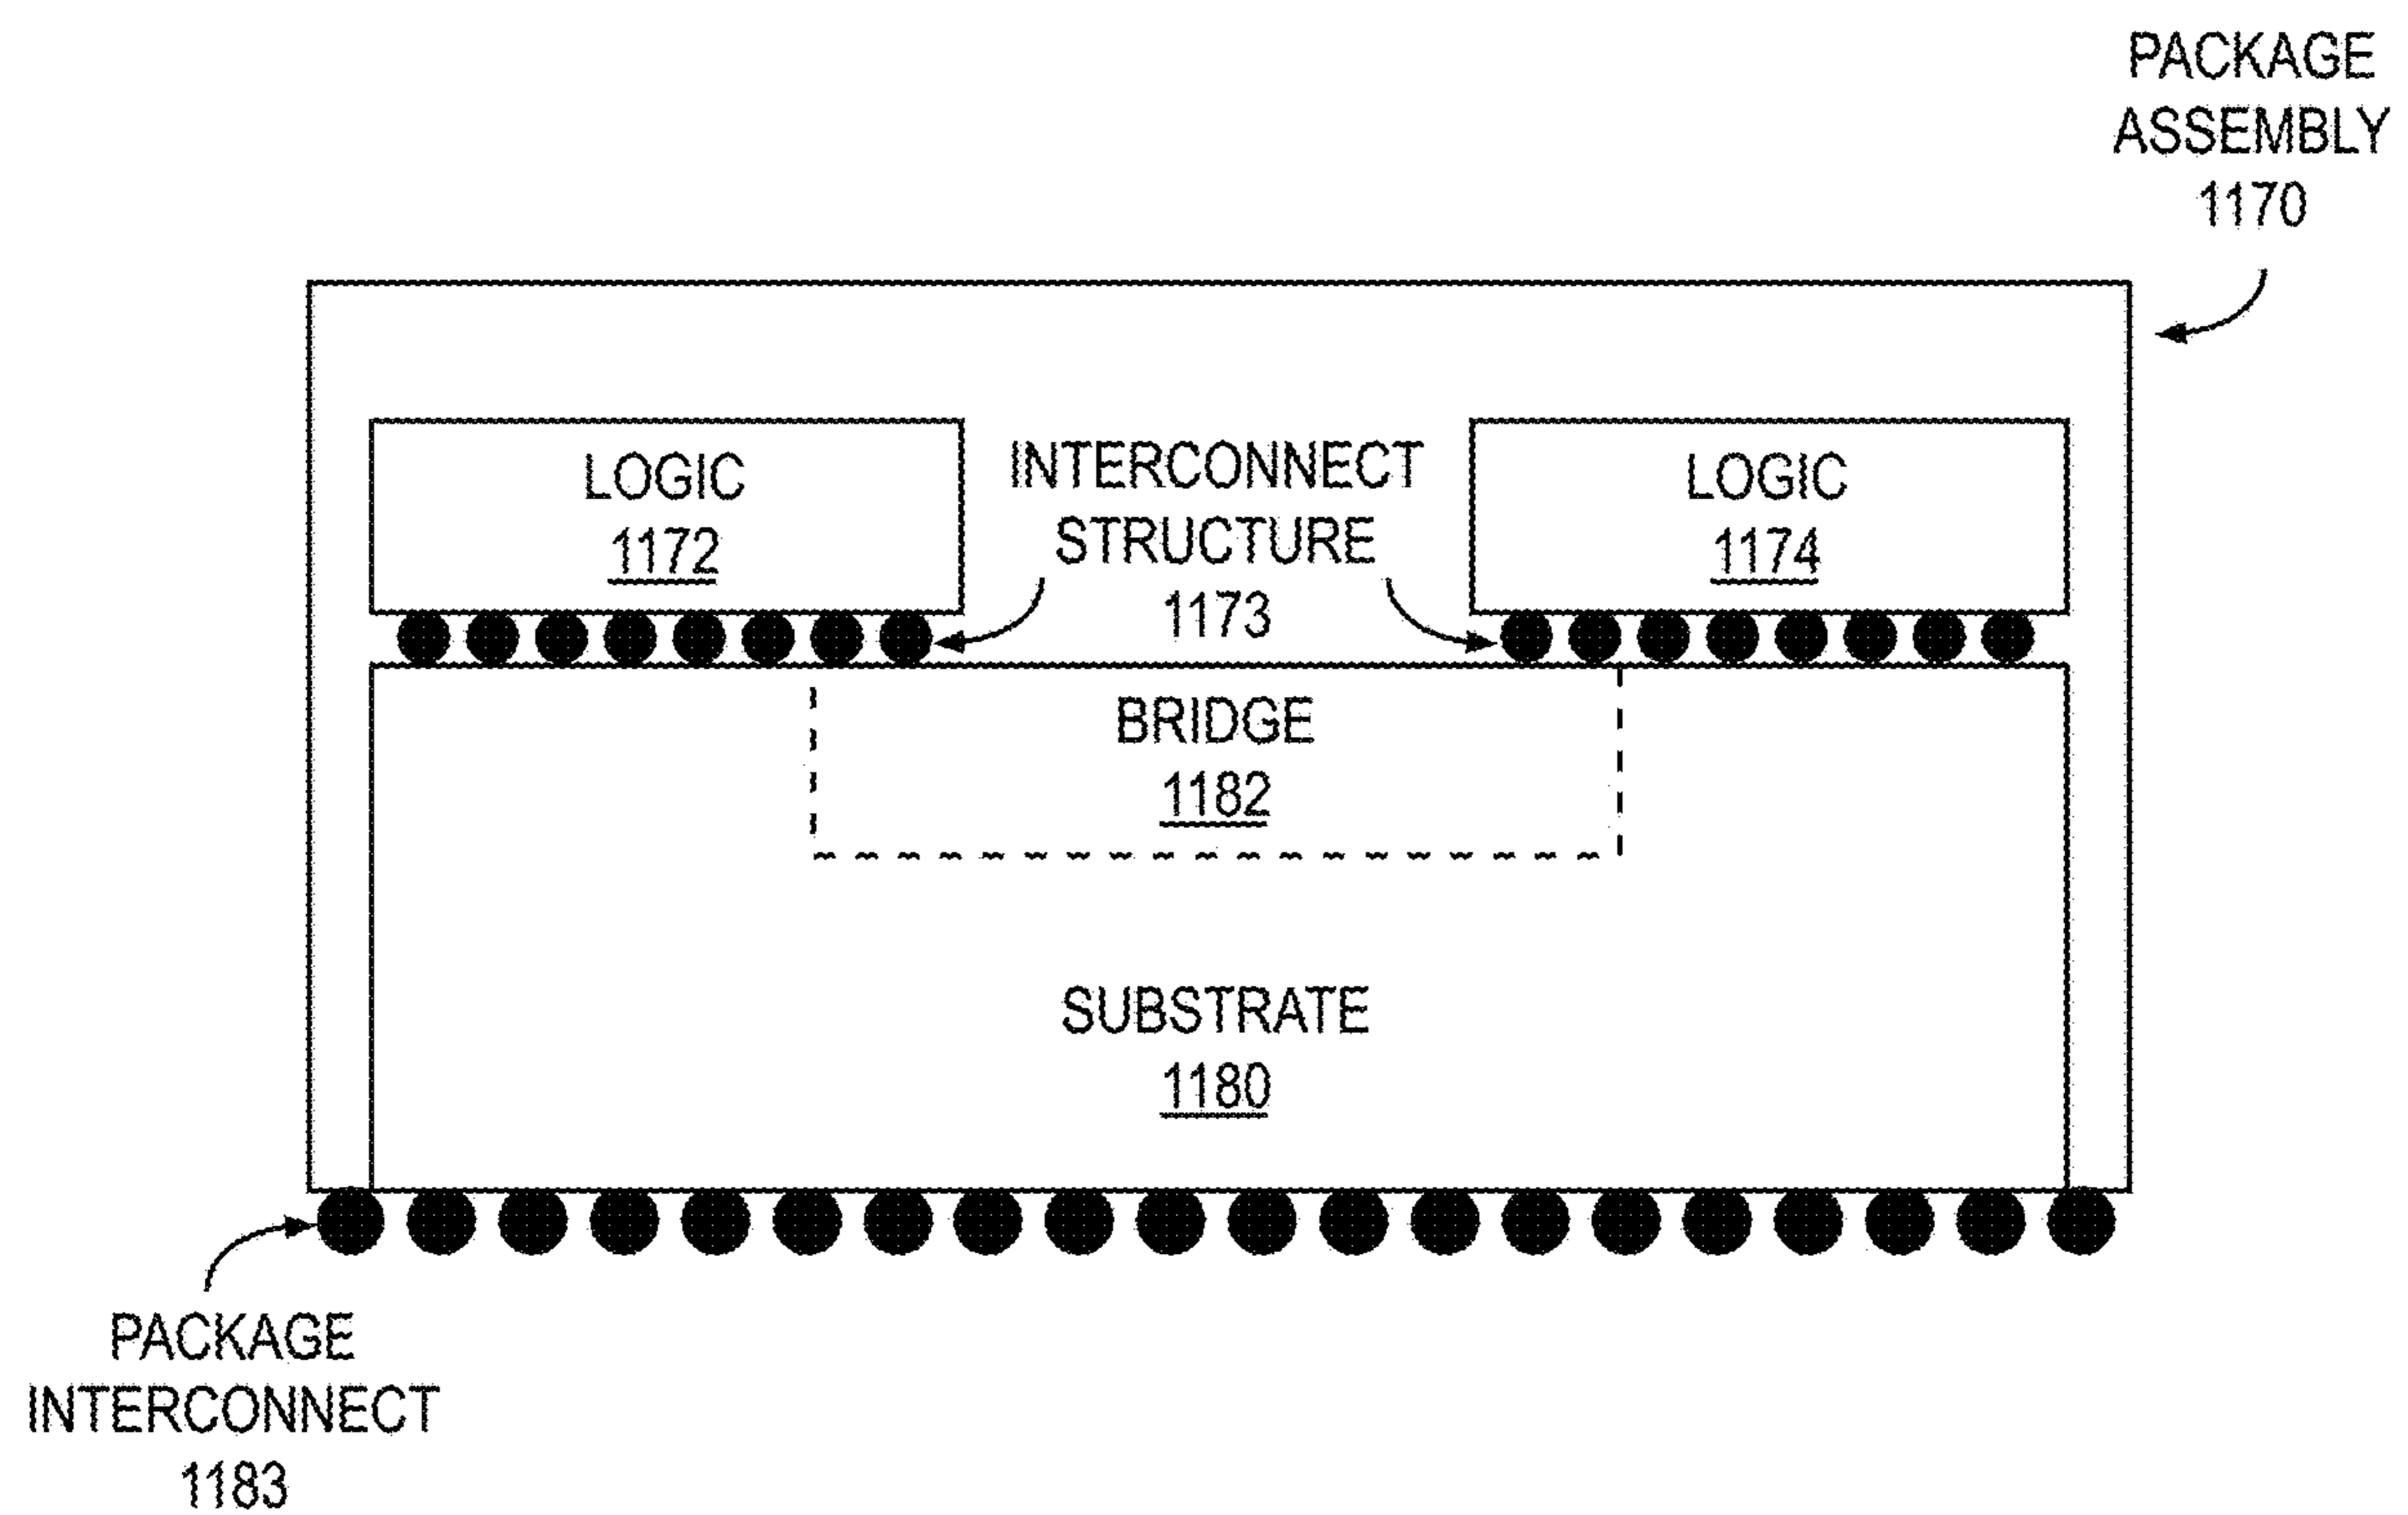 PACKAGE
ASSEMBLY
1170
LOGIC
1172
INTERCONNECT
STRUCTURE
1173
LOGIC
1174
BRIDGE
1182
SUBSTRATE
1180
PACKAGE
INTERCONNECT
1183